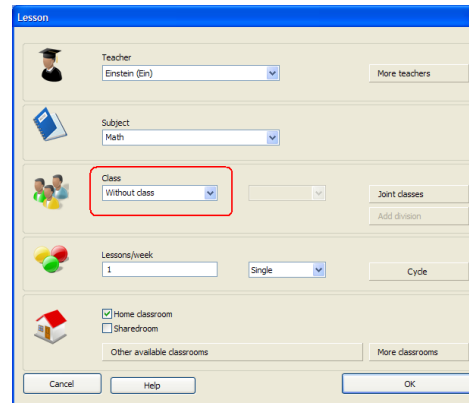 Lesson
Teacher
Einstein (Ein)
More teachers
Subject
Math
Class
Without class
Joint classes
Add division
Lessons/week
1
Single
Cycle
Home classroom
Sharedroom
Other available classrooms
More classrooms
Cancel
Help
OK